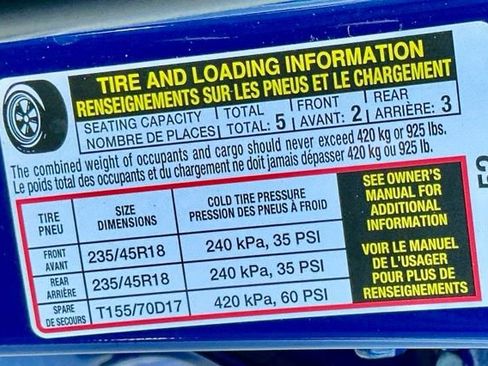 TIRE AND LOADING INFORMATION
RENSEIGNEMENTS SUR LES PNEUS ET LE CHARGEMENT
SEATING CAPACITY TOTAL FRONT REAR
NOMBRE DE PLACES TOTAL: 5 AVANT: 2 ARRIÈRE: 3
The combined weight of occupants and cargo should never exceed 420 kg or 925 lbs.
Le poids total des occupants et du chargement ne doit jamais dépasser 420 kg ou 925 lb.
TIRE
PNEU
SIZE
DIMENSIONS
COLD TIRE PRESSURE
PRESSION DES PNEUS À FROID
FRONT
AVANT
235/45R18
240 kPa, 35 PSI
REAR
ARRIÈRE
235/45R18
240 kPa, 35 PSI
SPARE
DE SECOURS
T155/70D17
420 kPa, 60 PSI
SEE OWNER'S
MANUAL FOR
ADDITIONAL
INFORMATION
VOIR LE MANUEL
DE L'USAGER
POUR PLUS DE
RENSEIGNEMENTS